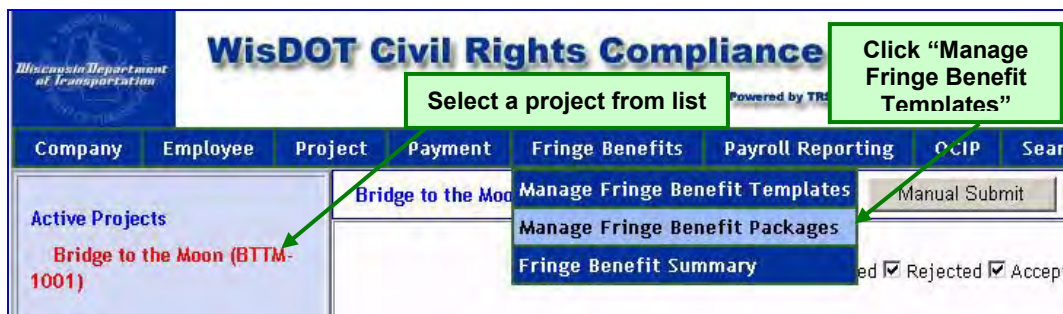 Wisconsin Department
of Transportation
WisDOT Civil Rights Compliance
Powered by TRS
Select a project from list
Click “Manage
Fringe Benefit
Templates”
Company Employee Project Payment Fringe Benefits Payroll Reporting OCIP Sear
Active Projects
Bridge to the Moon (BTTM-
1001)
Bridge to the Moo
Manage Fringe Benefit Templates
Manage Fringe Benefit Packages
Fringe Benefit Summary
Manual Submit
ed Rejected Accep